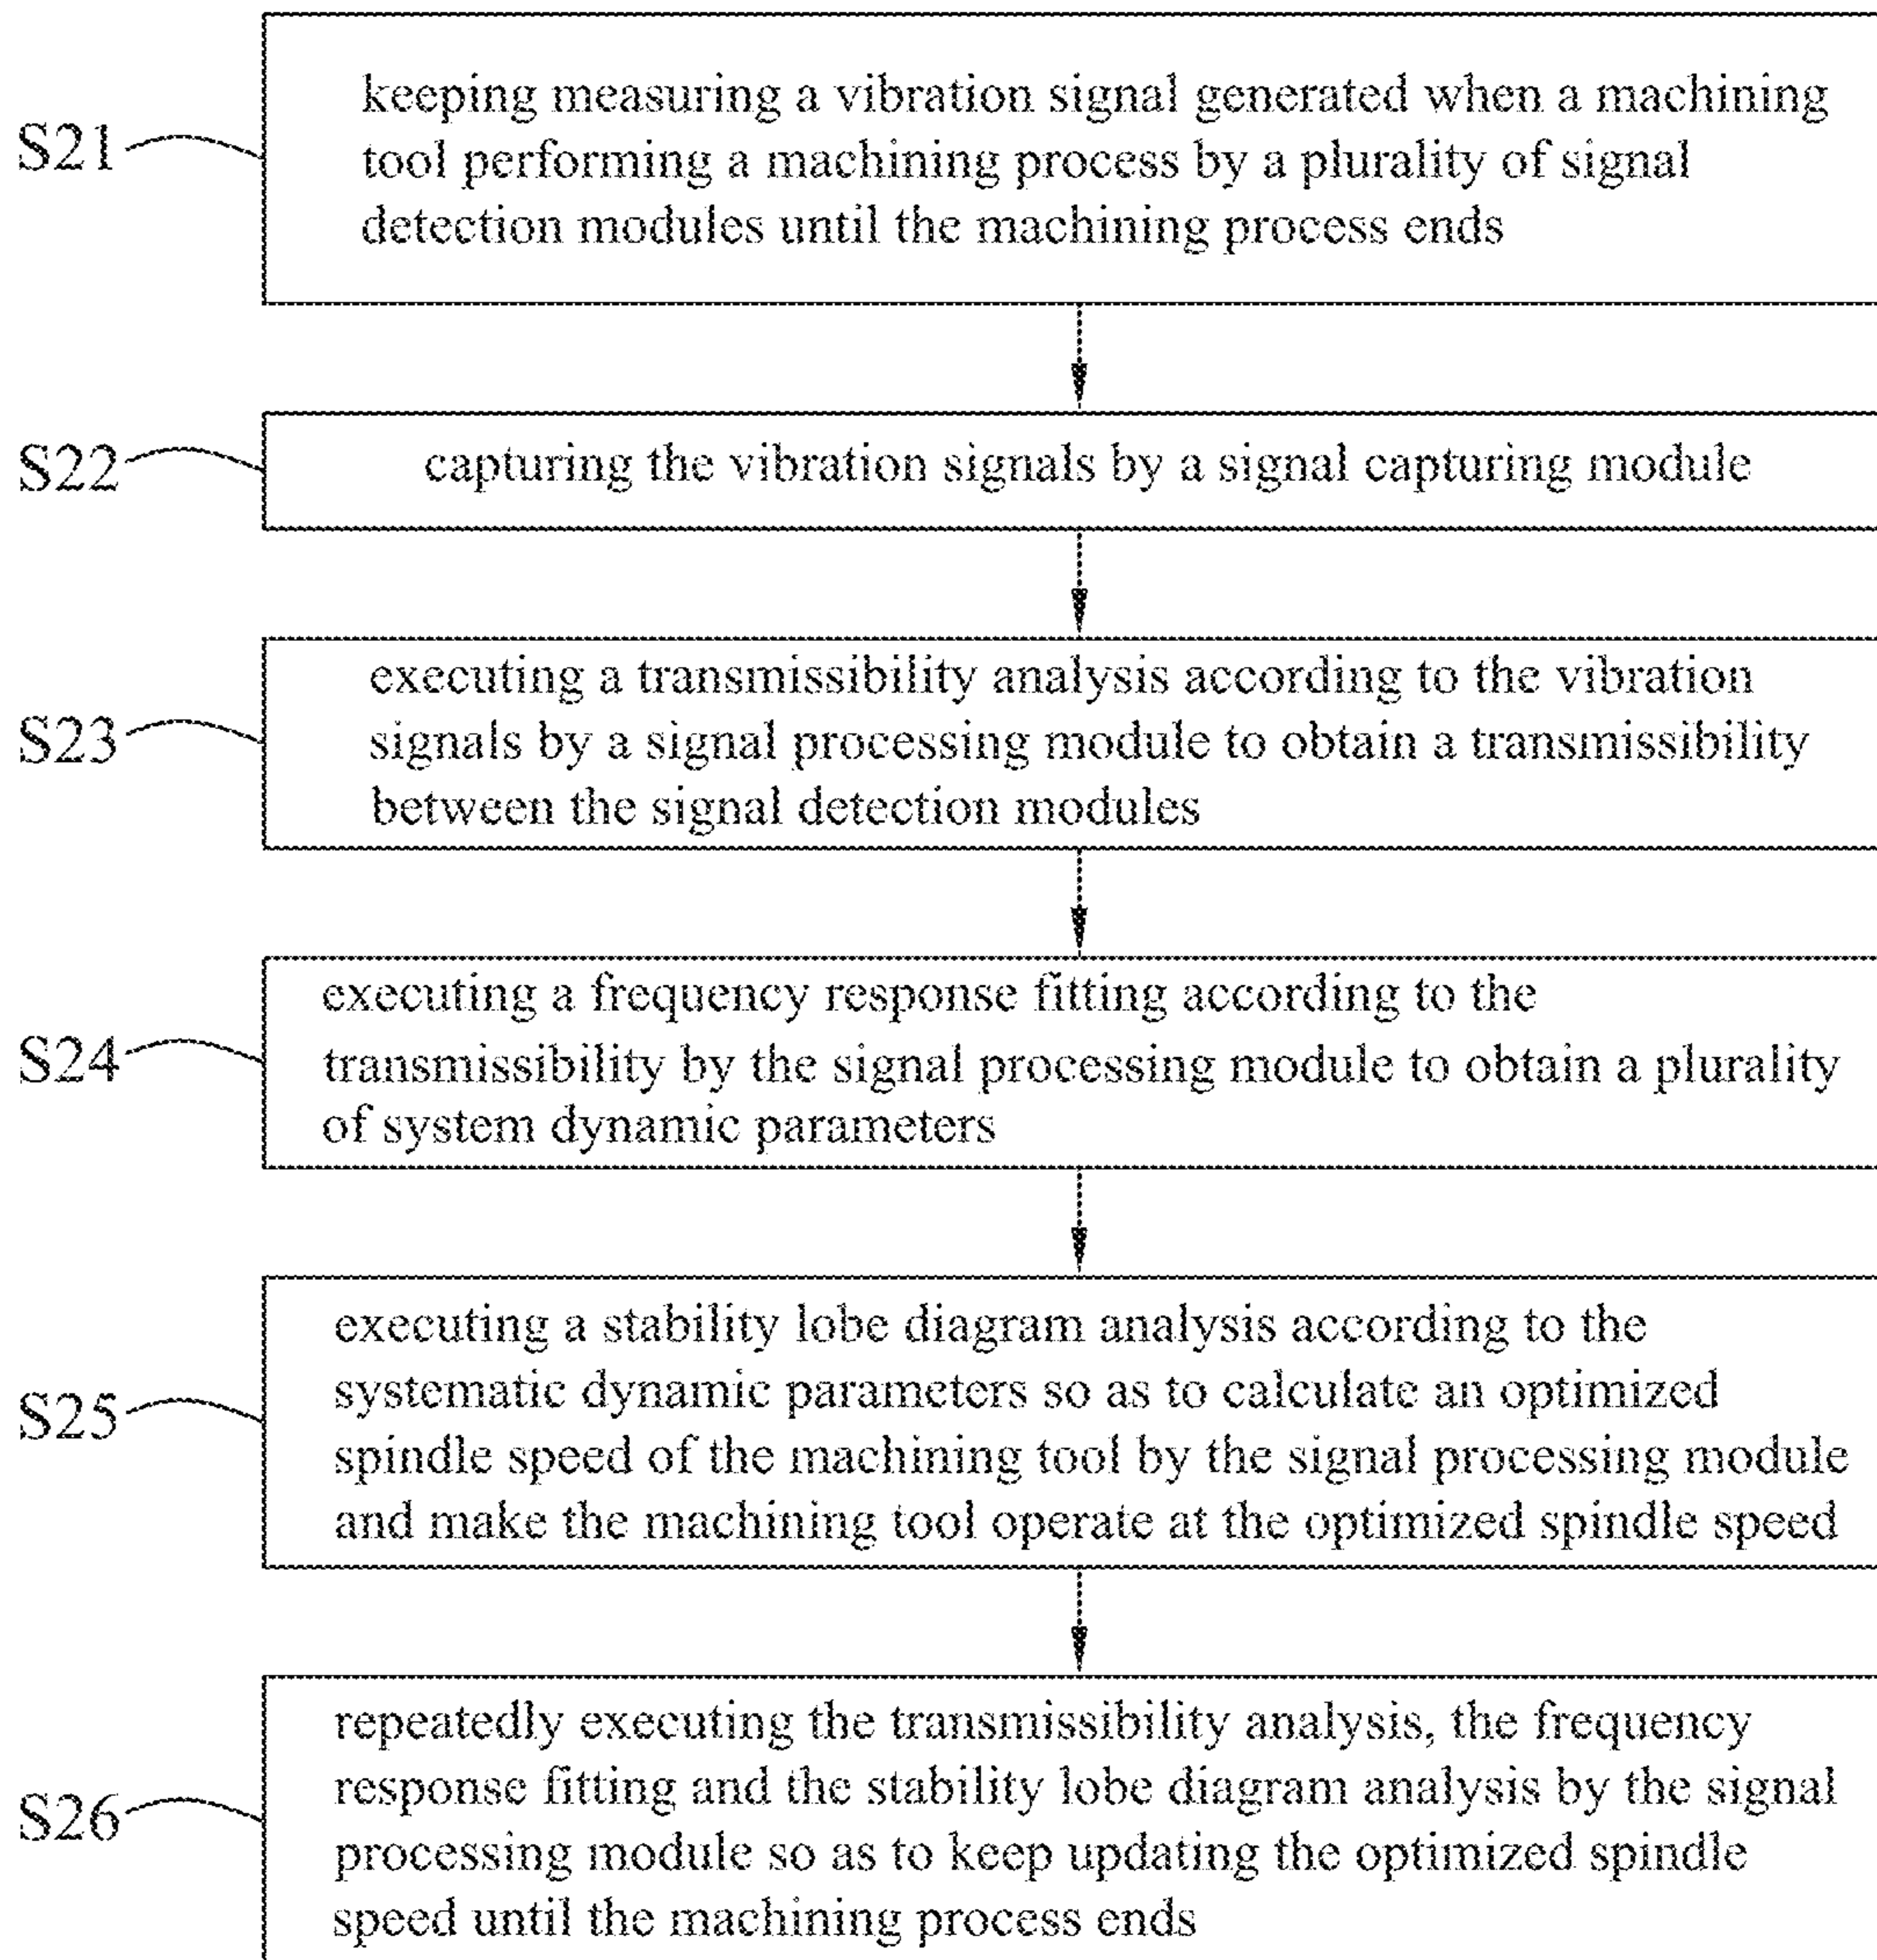 S21
keeping measuring a vibration signal generated when a machining
tool performing a machining process by a plurality of signal
detection modules until the machining process ends
S22
capturing the vibration signals by a signal capturing module
S23
executing a transmissibility analysis according to the vibration
signals by a signal processing module to obtain a transmissibility
between the signal detection modules
S24
executing a frequency response fitting according to the
transmissibility by the signal processing module to obtain a plurality
of system dynamic parameters
S25
executing a stability lobe diagram analysis according to the
systematic dynamic parameters so as to calculate an optimized
spindle speed of the machining tool by the signal processing module
and make the machining tool operate at the optimized spindle speed
S26
repeatedly executing the transmissibility analysis, the frequency
response fitting and the stability lobe diagram analysis by the signal
processing module so as to keep updating the optimized spindle
speed until the machining process ends